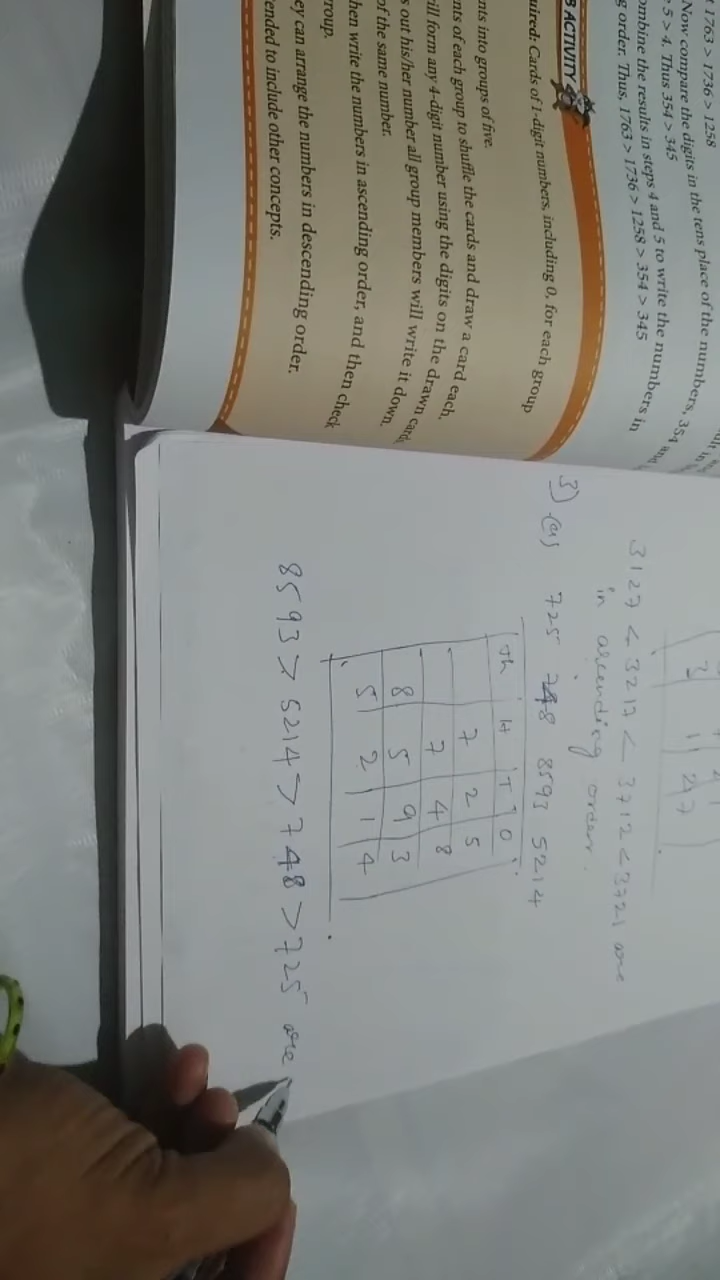 t 1763 > 1736 > 1258
Now compare the digits in the tens place of the numbers, 354 and
5 > 4. Thus 354 > 345
ombine the results in steps 4 and 5 to write the numbers in
g order. Thus, 1763 > 1736 > 1258 > 354 > 345
B ACTIVITY
uired: Cards of 1-digit numbers, including 0, for each group
nts into groups of five.
nts of each group to shuffle the cards and draw a card each.
ill form any 4-digit number using the digits on the drawn card
s out his/her number all group members will write it down.
of the same number.
hen write the numbers in ascending order, and then check
roup.
ey can arrange the numbers in descending order.
ended to include other concepts.
3127 < 3217 < 3712 < 3721 are
in ascending order.
3) (a) 725 748 8593 5214
Th H T O
7 2 5
7 4 8
8 5 9 3
5 2 1 4
8593 > 5214 > 748 > 725 are